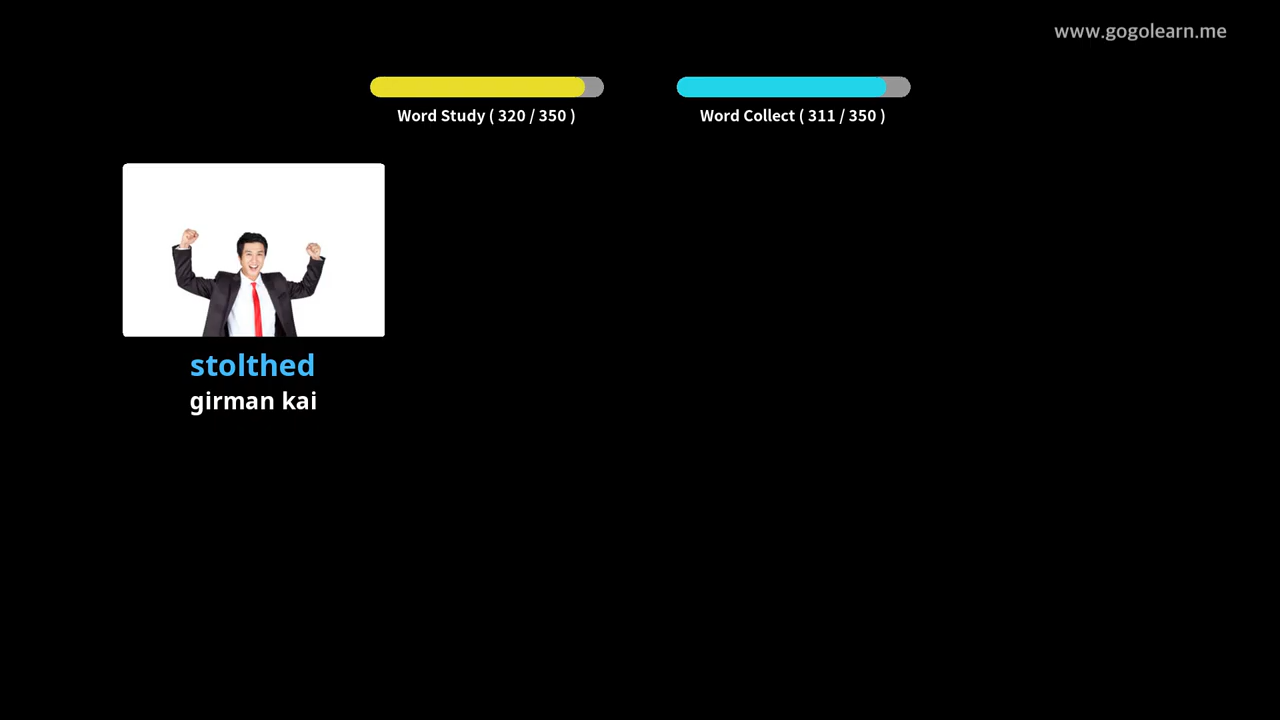 www.gogolearn.me
Word Study ( 320 / 350 )
Word Collect ( 311 / 350 )
stolthed
girman kai